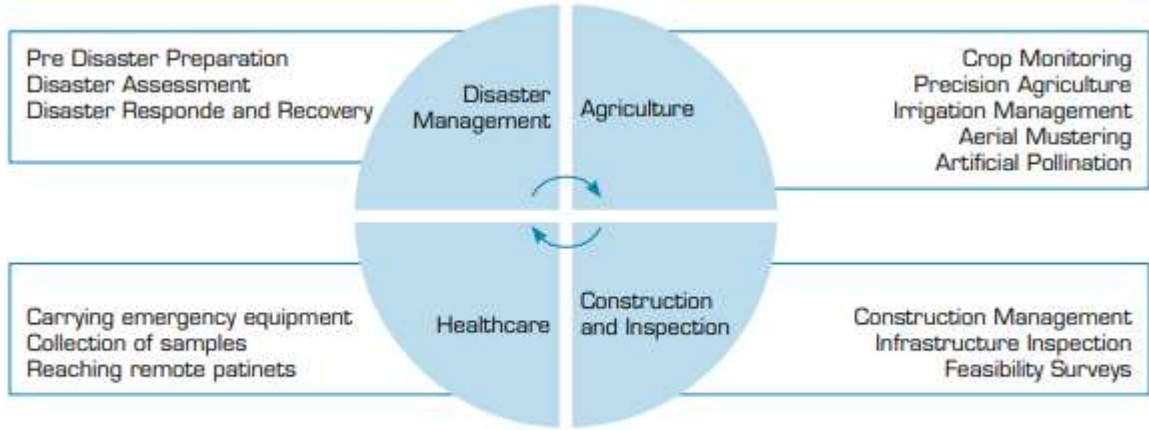 Pre Disaster Preparation
Disaster Assessment
Disaster Responde and Recovery
Disaster
Management
Agriculture
Crop Monitoring
Precision Agriculture
Irrigation Management
Aerial Mustering
Artificial Pollination
Carrying emergency equipment
Collection of samples
Reaching remote patinets
Healthcare
Construction
and Inspection
Construction Management
Infrastructure Inspection
Feasibility Surveys